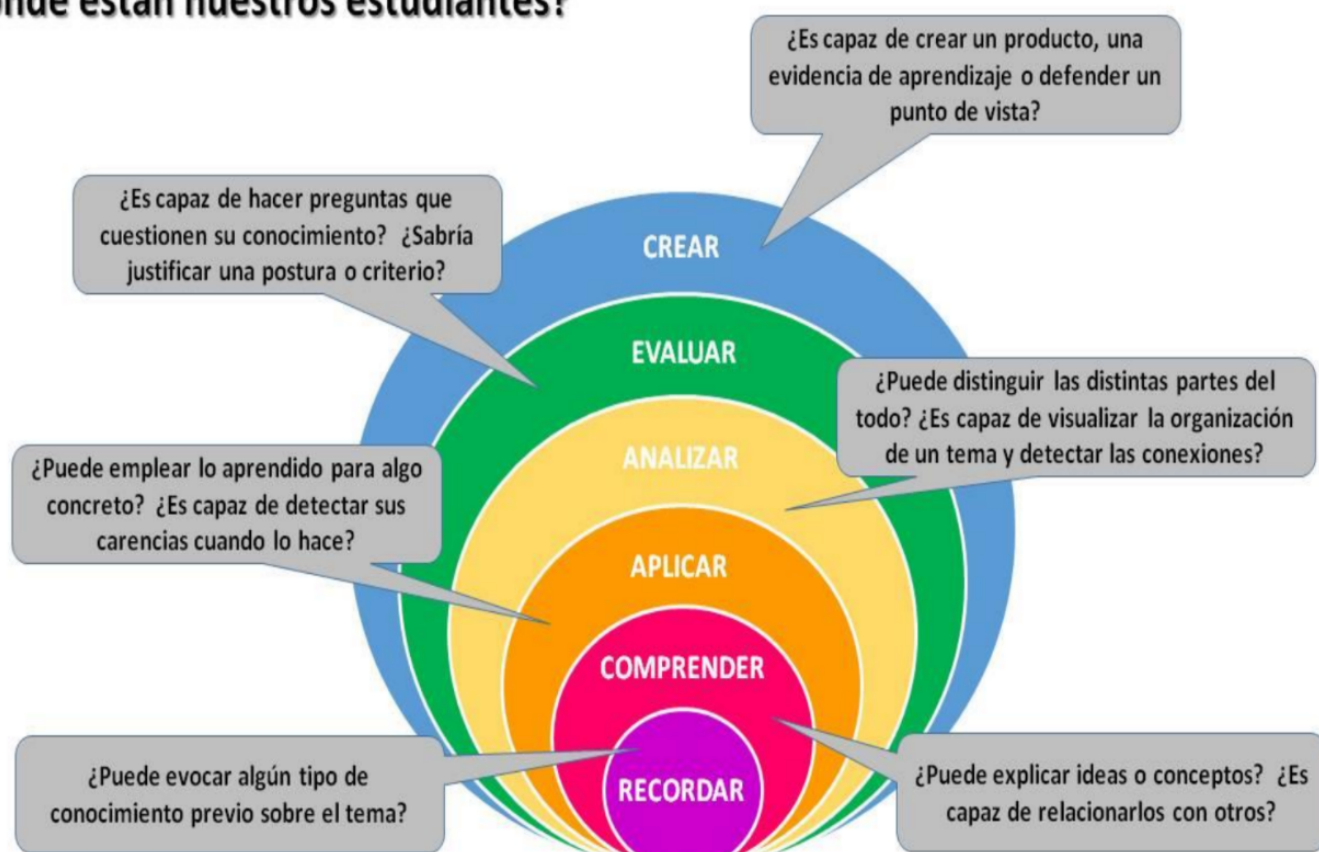 onde están nuestros estudiantes?
¿Es capaz de crear un producto, una
evidencia de aprendizaje o defender un
punto de vista?
¿Es capaz de hacer preguntas que
cuestionen su conocimiento? ¿Sabría
justificar una postura o criterio?
CREAR
EVALUAR
¿Puede distinguir las distintas partes del
todo? ¿Es capaz de visualizar la organización
de un tema y detectar las conexiones?
ANALIZAR
¿Puede emplear lo aprendido para algo
concreto? ¿Es capaz de detectar sus
carencias cuando lo hace?
APLICAR
COMPRENDER
¿Puede evocar algún tipo de
conocimiento previo sobre el tema?
RECORDAR
¿Puede explicar ideas o conceptos? ¿Es
capaz de relacionarlos con otros?